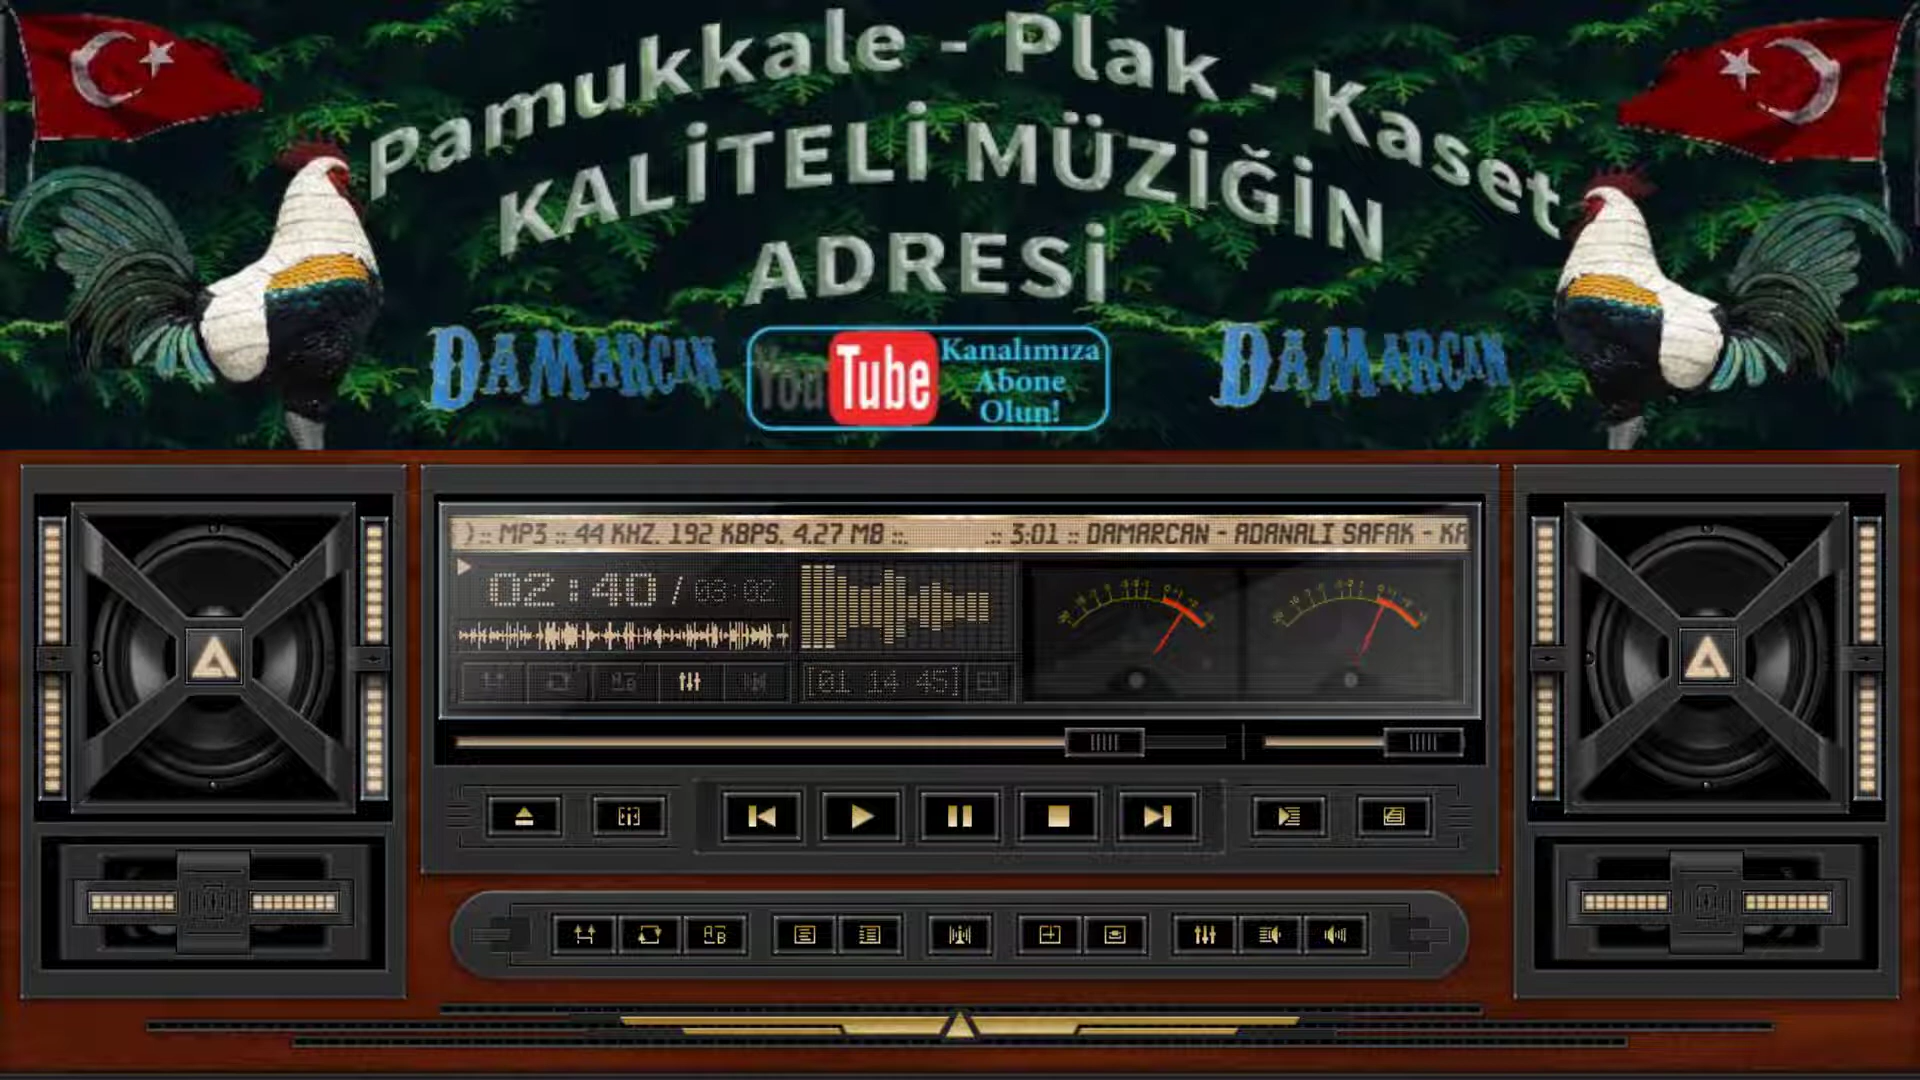 Pamukkale - Plak - Kaset
KALİTELİ MÜZİĞİN
ADRESİ
DAMARCAN
YouTube
Kanalımıza
Abone
Olun!
DAMARCAN
) :: MP3 :: 44 KHZ, 192 KBPS, 4.27 MB ::. .:: 3:01 :: DAMARCAN - ADANALI SAFAK - KA
02:40 / 03:02
[01 14 45]
A B